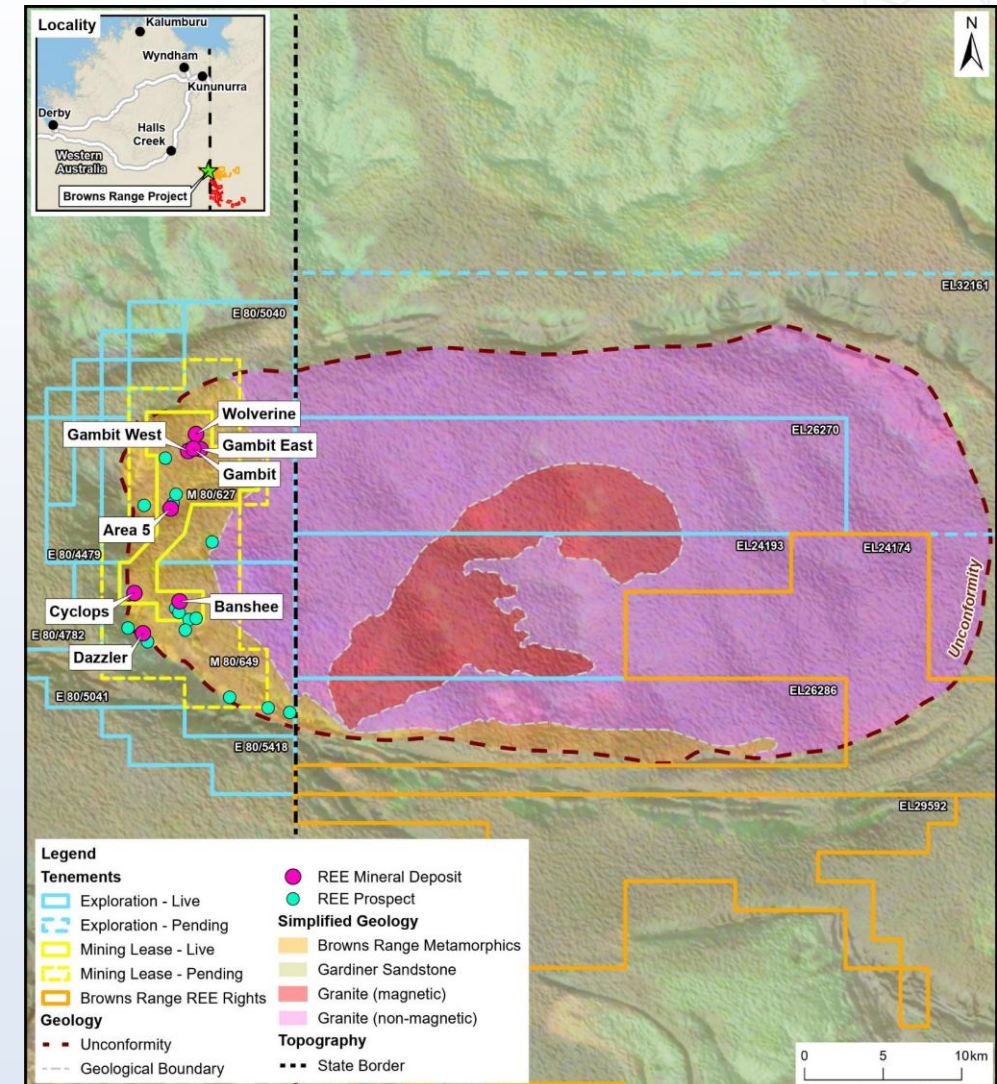 Locality
Kalumburu
Wyndham
Kununurra
Derby
Halls
Creek
Western
Australia
Browns Range Project
N
EL32161
E 80/5040
Wolverine
Gambit West
Gambit East
Gambit
EL26270
M 80/627
Area 5
E 80/4479
EL24193
EL24174
Cyclops
Banshee
Unconformity
E 80/4782
Dazzler
M 80/649
E 80/5041
EL26286
E 80/5418
EL29592
Legend
Tenements
Exploration - Live
Exploration - Pending
Mining Lease - Live
Mining Lease - Pending
Browns Range REE Rights
Geology
Unconformity
Geological Boundary
REE Mineral Deposit
REE Prospect
Simplified Geology
Browns Range Metamorphics
Gardiner Sandstone
Granite (magnetic)
Granite (non-magnetic)
Topography
State Border
0 5 10km